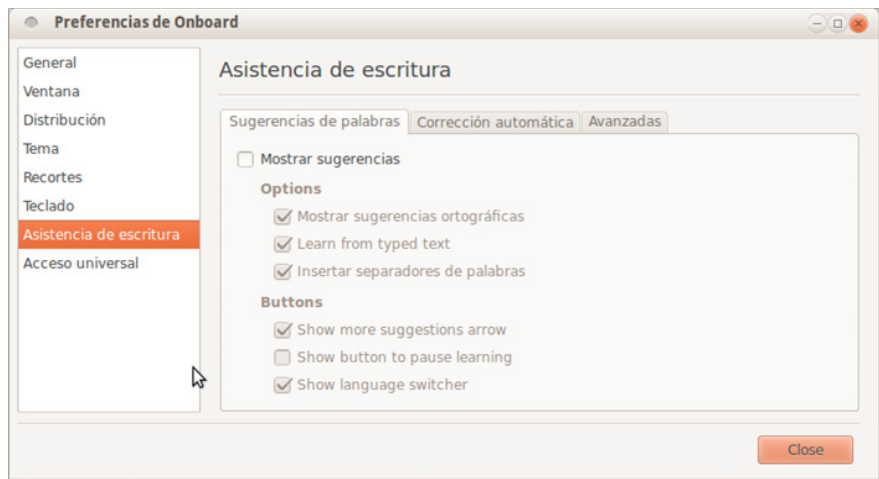 Preferencias de Onboard
General
Ventana
Distribución
Tema
Recortes
Teclado
Asistencia de escritura
Acceso universal
Asistencia de escritura
Sugerencias de palabras Corrección automática Avanzadas
Mostrar sugerencias
Options
Mostrar sugerencias ortográficas
Learn from typed text
Insertar separadores de palabras
Buttons
Show more suggestions arrow
Show button to pause learning
Show language switcher
Close